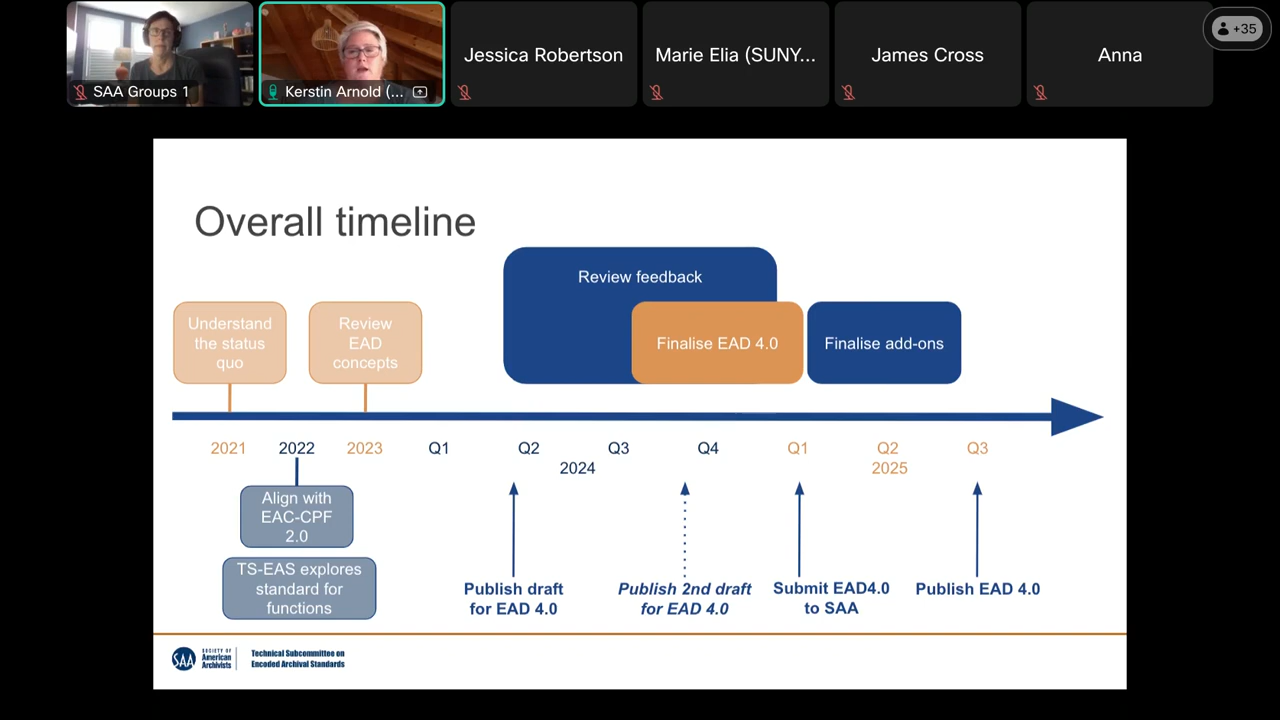 SAA Groups 1
Kerstin Arnold (...
Jessica Robertson
Marie Elia (SUNY...
James Cross
Anna
+35
Overall timeline
Review feedback
Understand
the status
quo
Review
EAD
concepts
Finalise EAD 4.0
Finalise add-ons
2021
2022
2023
Q1
Q2
Q3
Q4
Q1
Q2
Q3
2024
2025
Align with
EAC-CPF
2.0
TS-EAS explores
standard for
functions
Publish draft
for EAD 4.0
Publish 2nd draft
for EAD 4.0
Submit EAD4.0
to SAA
Publish EAD 4.0
SAA
SOCIETY OF
American
Archivists
Technical Subcommittee on
Encoded Archival Standards